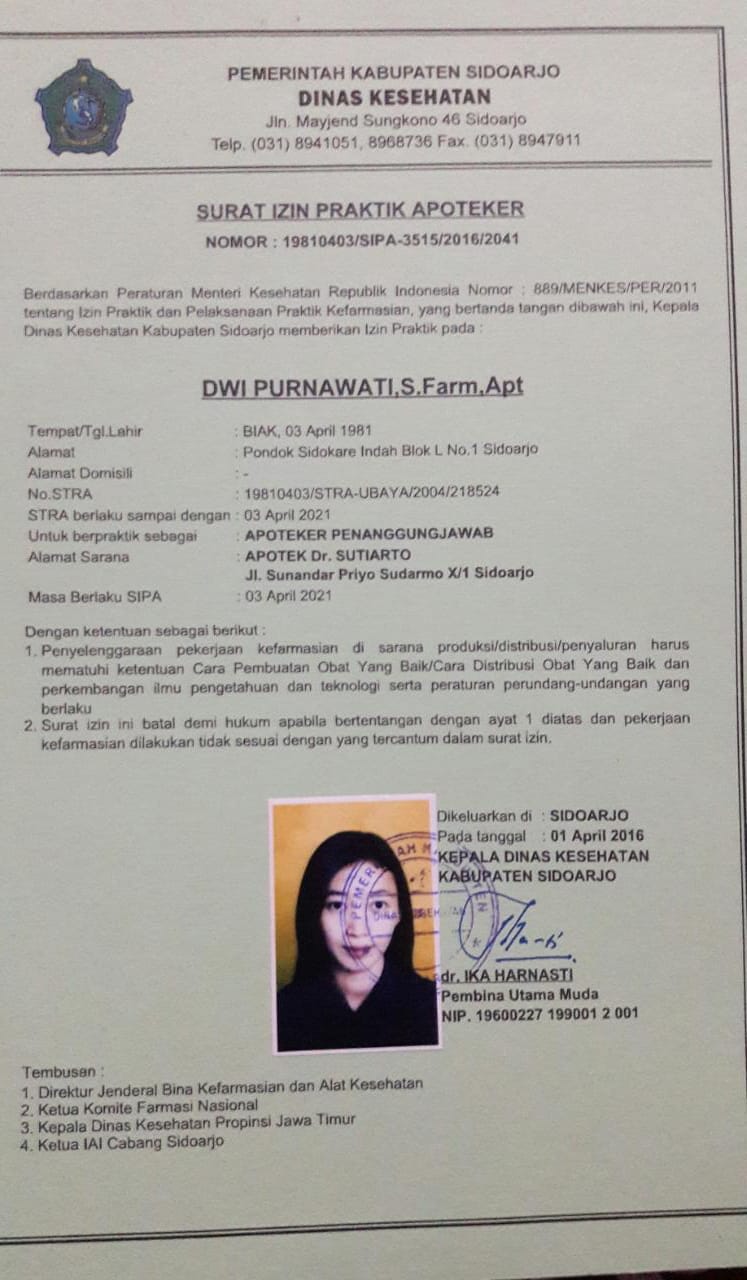 PEMERINTAH KABUPATEN SIDOARJO
DINAS KESEHATAN
Jln. Mayjend Sungkono 46 Sidoarjo
Telp. (031) 8941051, 8968736 Fax. (031) 8947911
SURAT IZIN PRAKTIK APOTEKER
NOMOR : 19810403/SIPA-3515/2016/2041
Berdasarkan Peraturan Menteri Kesehatan Republik Indonesia Nomor : 889/MENKES/PER/2011
tentang Izin Praktik dan Pelaksanaan Praktik Kefarmasian, yang bertanda tangan dibawah ini, Kepala
Dinas Kesehatan Kabupaten Sidoarjo memberikan Izin Praktik pada :
DWI PURNAWATI,S.Farm,Apt
Tempat/Tgl.Lahir : BIAK, 03 April 1981
Alamat : Pondok Sidokare Indah Blok L No.1 Sidoarjo
Alamat Domisili : -
No.STRA : 19810403/STRA-UBAYA/2004/218524
STRA berlaku sampai dengan : 03 April 2021
Untuk berpraktik sebagai : APOTEKER PENANGGUNGJAWAB
Alamat Sarana : APOTEK Dr. SUTIARTO
Jl. Sunandar Priyo Sudarmo X/1 Sidoarjo
Masa Berlaku SIPA : 03 April 2021
Dengan ketentuan sebagai berikut :
1. Penyelenggaraan pekerjaan kefarmasian di sarana produksi/distribusi/penyaluran harus
mematuhi ketentuan Cara Pembuatan Obat Yang Baik/Cara Distribusi Obat Yang Baik dan
perkembangan ilmu pengetahuan dan teknologi serta peraturan perundang-undangan yang
berlaku
2. Surat izin ini batal demi hukum apabila bertentangan dengan ayat 1 diatas dan pekerjaan
kefarmasian dilakukan tidak sesuai dengan yang tercantum dalam surat izin.
Dikeluarkan di : SIDOARJO
Pada tanggal : 01 April 2016
KEPALA DINAS KESEHATAN
KABUPATEN SIDOARJO
dr. IKA HARNASTI
Pembina Utama Muda
NIP. 19600227 199001 2 001
Tembusan :
1. Direktur Jenderal Bina Kefarmasian dan Alat Kesehatan
2. Ketua Komite Farmasi Nasional
3. Kepala Dinas Kesehatan Propinsi Jawa Timur
4. Ketua IAI Cabang Sidoarjo